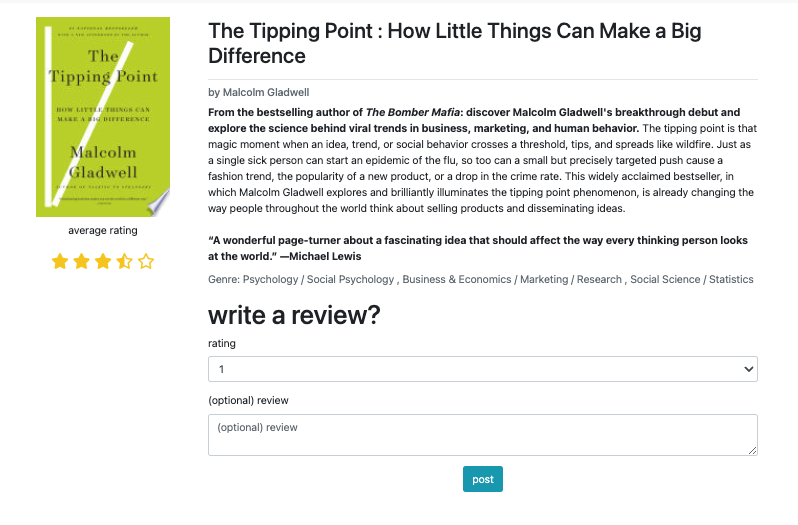 The
Tipping Point
HOW LITTLE THINGS CAN
MAKE A BIG DIFFERENCE
Malcolm
Gladwell
average rating
The Tipping Point : How Little Things Can Make a Big
Difference
by Malcolm Gladwell
From the bestselling author of The Bomber Mafia: discover Malcolm Gladwell's breakthrough debut and
explore the science behind viral trends in business, marketing, and human behavior. The tipping point is that
magic moment when an idea, trend, or social behavior crosses a threshold, tips, and spreads like wildfire. Just as
a single sick person can start an epidemic of the flu, so too can a small but precisely targeted push cause a
fashion trend, the popularity of a new product, or a drop in the crime rate. This widely acclaimed bestseller, in
which Malcolm Gladwell explores and brilliantly illuminates the tipping point phenomenon, is already changing the
way people throughout the world think about selling products and disseminating ideas.
“A wonderful page-turner about a fascinating idea that should affect the way every thinking person looks
at the world.” —Michael Lewis
Genre: Psychology / Social Psychology , Business & Economics / Marketing / Research , Social Science / Statistics
write a review?
rating
1
(optional) review
(optional) review
post